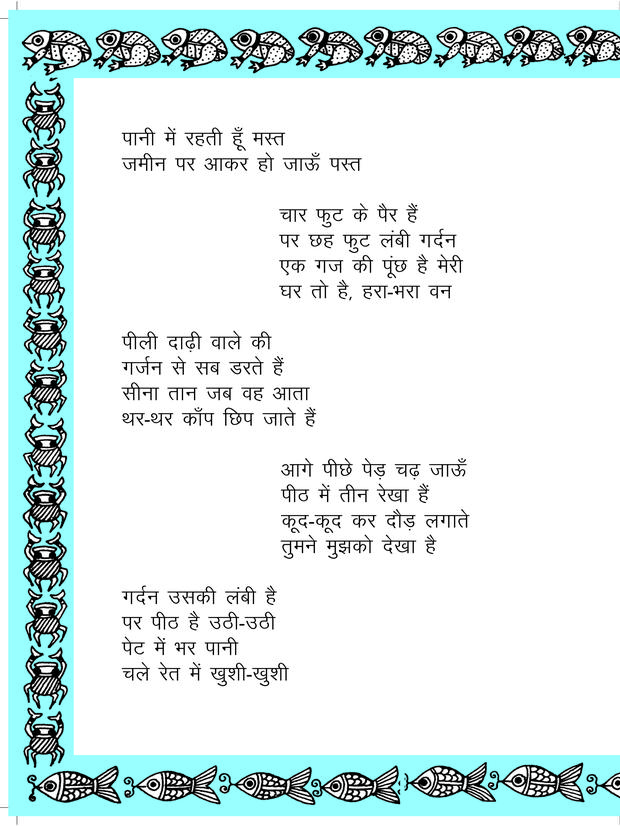 पानी में रहती हूँ मस्त
जमीन पर आकर हो जाऊँ पस्त
चार फुट के पैर हैं
पर छह फुट लंबी गर्दन
एक गज की पूंछ है मेरी
घर तो है, हरा-भरा वन
पीली दाढ़ी वाले की
गर्जन से सब डरते हैं
सीना तान जब वह आता
थर-थर काँप छिप जाते हैं
आगे पीछे पेड़ चढ़ जाऊँ
पीठ में तीन रेखा हैं
कूद-कूद कर दौड़ लगाते
तुमने मुझको देखा है
गर्दन उसकी लंबी है
पर पीठ है उठी-उठी
पेट में भर पानी
चले रेत में खुशी-खुशी